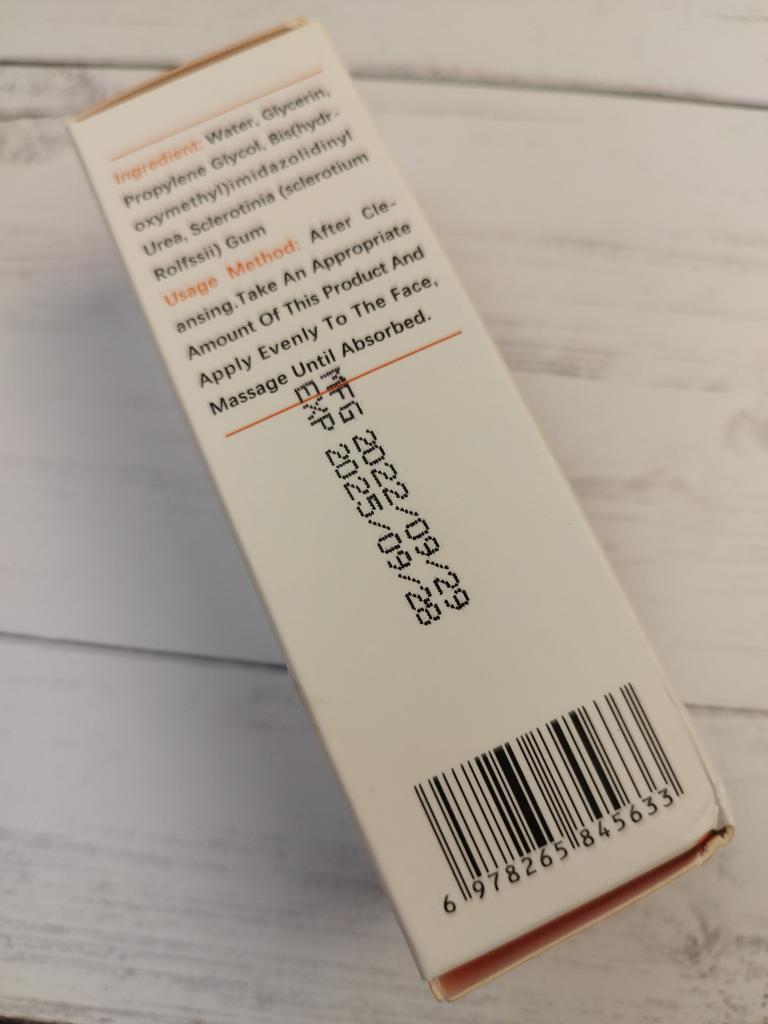 Ingredient: Water, Glycerin,
Propylene Glycol, Bis(hydr-
oxymethyl)imidazolidinyl
Urea, Sclerotinia (sclerotium
Rolfssii) Gum
Usage Method: After Cle-
ansing.Take An Appropriate
Amount Of This Product And
Apply Evenly To The Face,
Massage Until Absorbed.
MFG 2022/09/29
EXP 2025/09/28
6 978265 845633